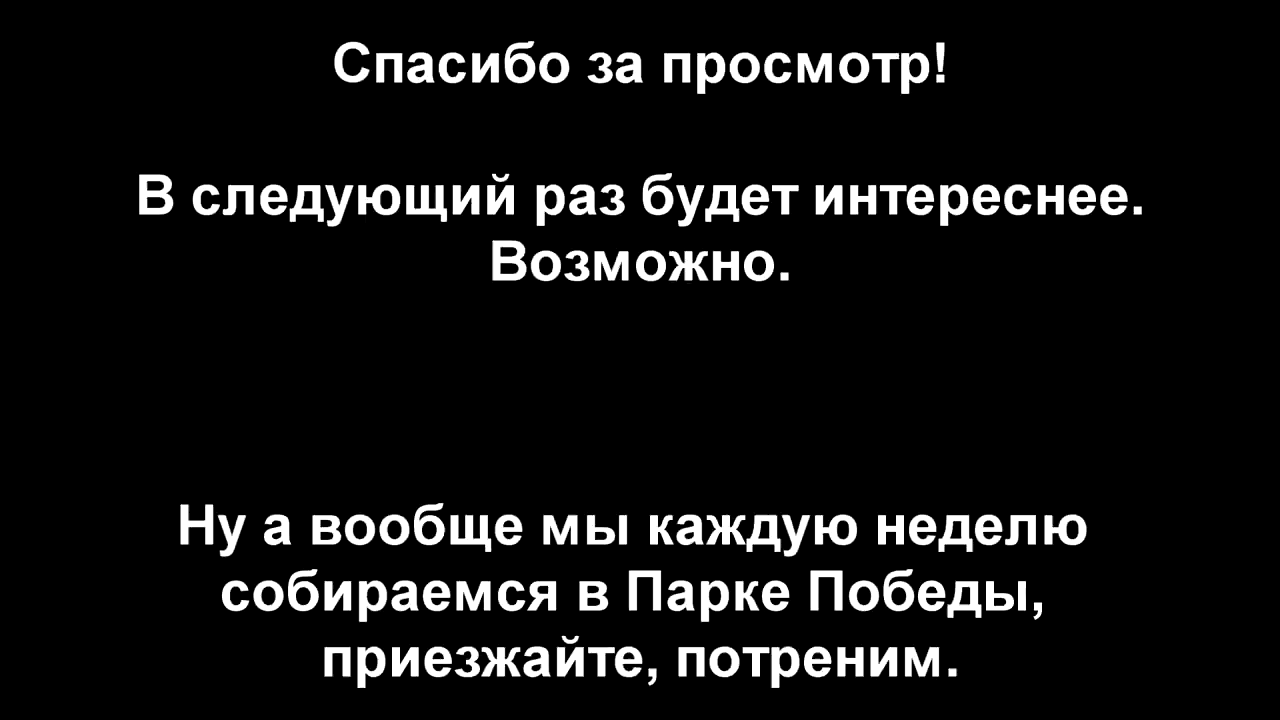 Спасибо за просмотр!
В следующий раз будет интереснее.
Возможно.
Ну а вообще мы каждую неделю
собираемся в Парке Победы,
приезжайте, потреним.